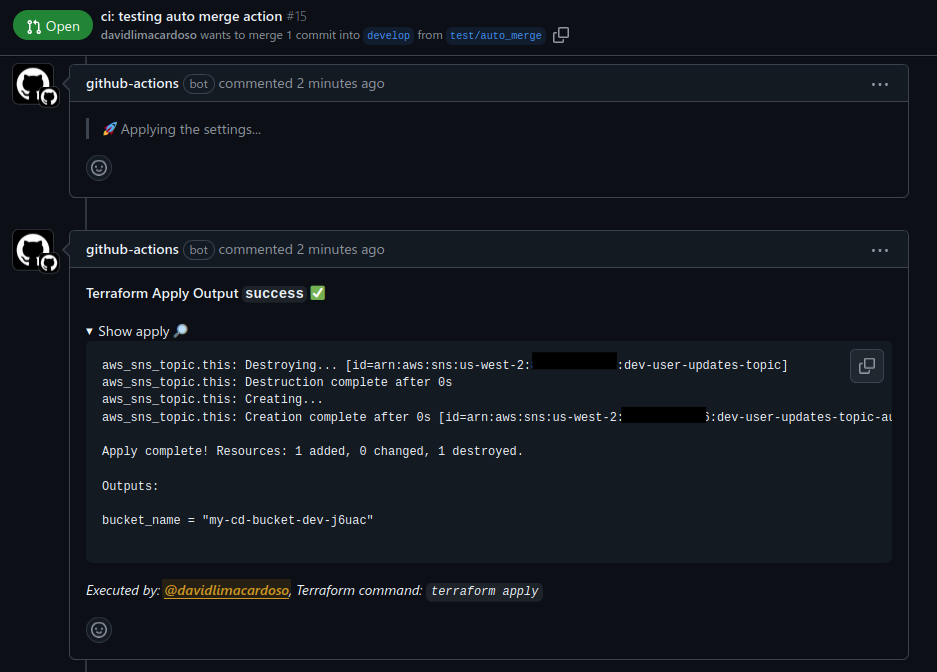 Open
ci: testing auto merge action #15
davidlimacardoso wants to merge 1 commit into develop from test/auto_merge
github-actions bot commented 2 minutes ago
🚀 Applying the settings...
github-actions bot commented 2 minutes ago
Terraform Apply Output success ✅
▾ Show apply 🔎
aws_sns_topic.this: Destroying... [id=arn:aws:sns:us-west-2: :dev-user-updates-topic]
aws_sns_topic.this: Destruction complete after 0s
aws_sns_topic.this: Creating...
aws_sns_topic.this: Creation complete after 0s [id=arn:aws:sns:us-west-2: 6:dev-user-updates-topic-au
Apply complete! Resources: 1 added, 0 changed, 1 destroyed.
Outputs:
bucket_name = "my-cd-bucket-dev-j6uac"
Executed by: @davidlimacardoso, Terraform command: terraform apply